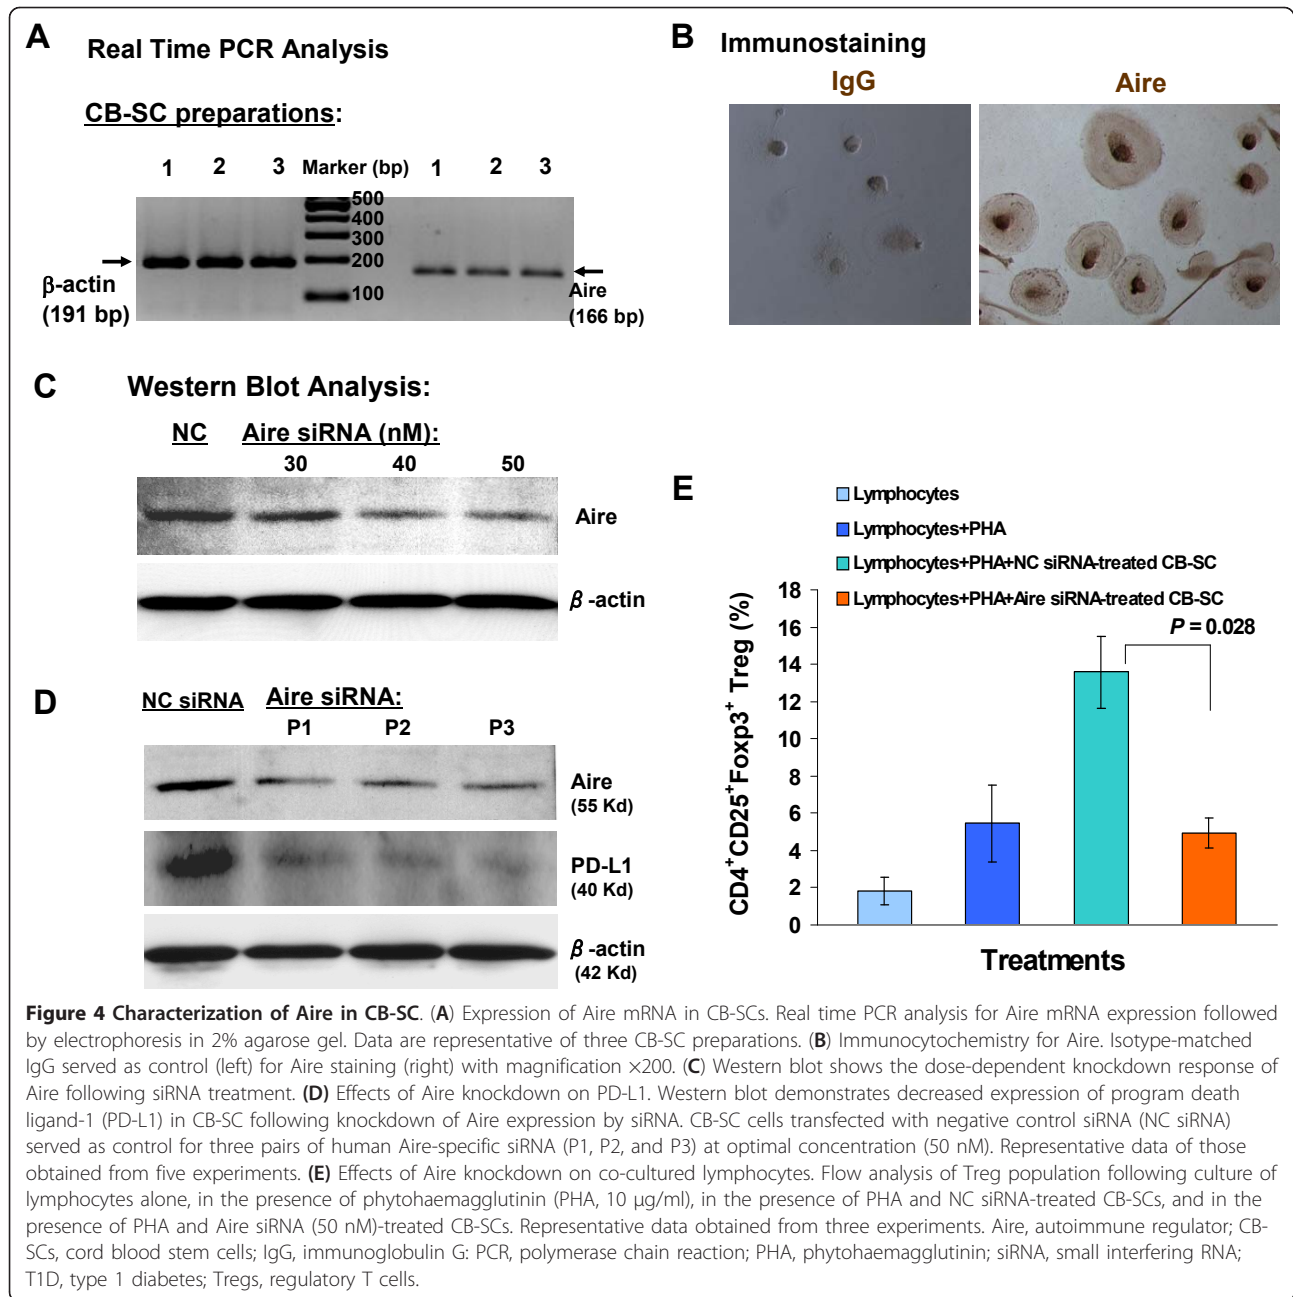 A
Real Time PCR Analysis
CB-SC preparations:
1 2 3 Marker (bp) 1 2 3
500
400
300
200
100
β-actin
(191 bp)
Aire
(166 bp)
B
Immunostaining
IgG Aire
C
Western Blot Analysis:
NC Aire siRNA (nM):
30 40 50
Aire
β-actin
D
NC siRNA Aire siRNA:
P1 P2 P3
Aire
(55 Kd)
PD-L1
(40 Kd)
β-actin
(42 Kd)
E
Lymphocytes
Lymphocytes+PHA
Lymphocytes+PHA+NC siRNA-treated CB-SC
Lymphocytes+PHA+Aire siRNA-treated CB-SC
P = 0.028
CD4+CD25+Foxp3+ Treg (%)
18
16
14
12
10
8
6
4
2
0
Treatments
Figure 4 Characterization of Aire in CB-SC. (A) Expression of Aire mRNA in CB-SCs. Real time PCR analysis for Aire mRNA expression followed
by electrophoresis in 2% agarose gel. Data are representative of three CB-SC preparations. (B) Immunocytochemistry for Aire. Isotype-matched
IgG served as control (left) for Aire staining (right) with magnification ×200. (C) Western blot shows the dose-dependent knockdown response of
Aire following siRNA treatment. (D) Effects of Aire knockdown on PD-L1. Western blot demonstrates decreased expression of program death
ligand-1 (PD-L1) in CB-SC following knockdown of Aire expression by siRNA. CB-SC cells transfected with negative control siRNA (NC siRNA)
served as control for three pairs of human Aire-specific siRNA (P1, P2, and P3) at optimal concentration (50 nM). Representative data of those
obtained from five experiments. (E) Effects of Aire knockdown on co-cultured lymphocytes. Flow analysis of Treg population following culture of
lymphocytes alone, in the presence of phytohaemagglutinin (PHA, 10 μg/ml), in the presence of PHA and NC siRNA-treated CB-SCs, and in the
presence of PHA and Aire siRNA (50 nM)-treated CB-SCs. Representative data obtained from three experiments. Aire, autoimmune regulator; CB-
SCs, cord blood stem cells; IgG, immunoglobulin G: PCR, polymerase chain reaction; PHA, phytohaemagglutinin; siRNA, small interfering RNA;
T1D, type 1 diabetes; Tregs, regulatory T cells.